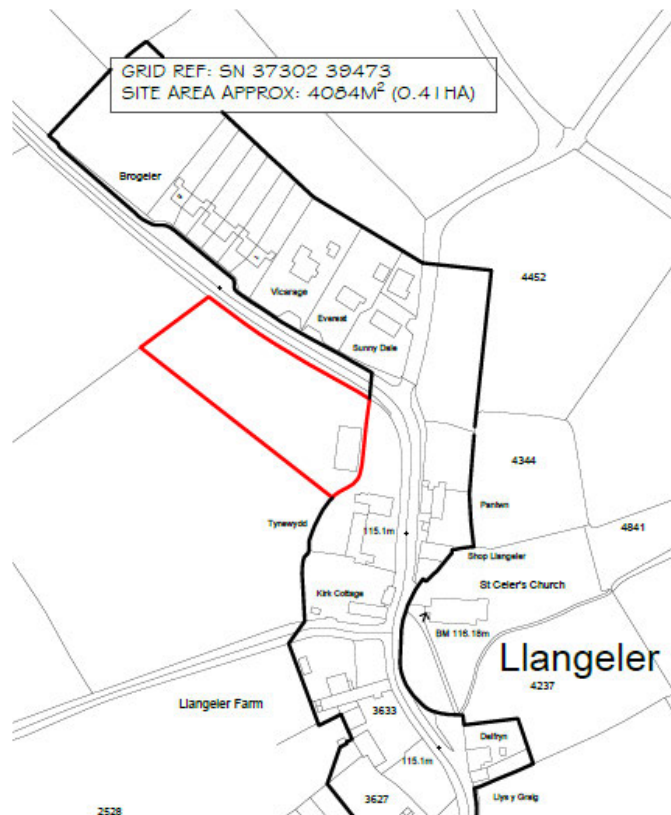 GRID REF: SN 37302 39473
SITE AREA APPROX: 4084M² (0.41HA)
Brogeler
Vicarage
Everest
Sunny Dale
4452
4344
Pantwn
4841
Tynewydd
115.1m
Shop Llangeler
St Celer's Church
Kirk Cottage
BM 116.18m
Llangeler
4237
Llangeler Farm
3633
Delfryn
115.1m
Llys y Graig
3627
2528